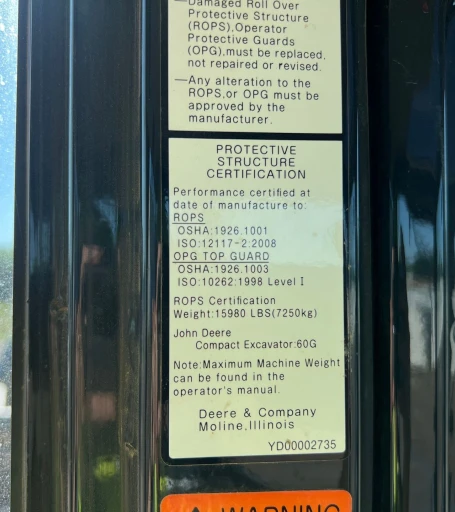 —Damaged Roll Over
Protective Structure
(ROPS),Operator
Protective Guards
(OPG),must be replaced,
not repaired or revised.
—Any alteration to the
ROPS,or OPG must be
approved by the
manufacturer.
PROTECTIVE
STRUCTURE
CERTIFICATION
Performance certified at
date of manufacture to:
ROPS
OSHA:1926.1001
ISO:12117-2:2008
OPG TOP GUARD
OSHA:1926.1003
ISO:10262:1998 Level I
ROPS Certification
Weight:15980 LBS(7250kg)
John Deere
Compact Excavator:60G
Note:Maximum Machine Weight
can be found in the
operator's manual.
Deere & Company
Moline,Illinois
YD00002735
WARNING